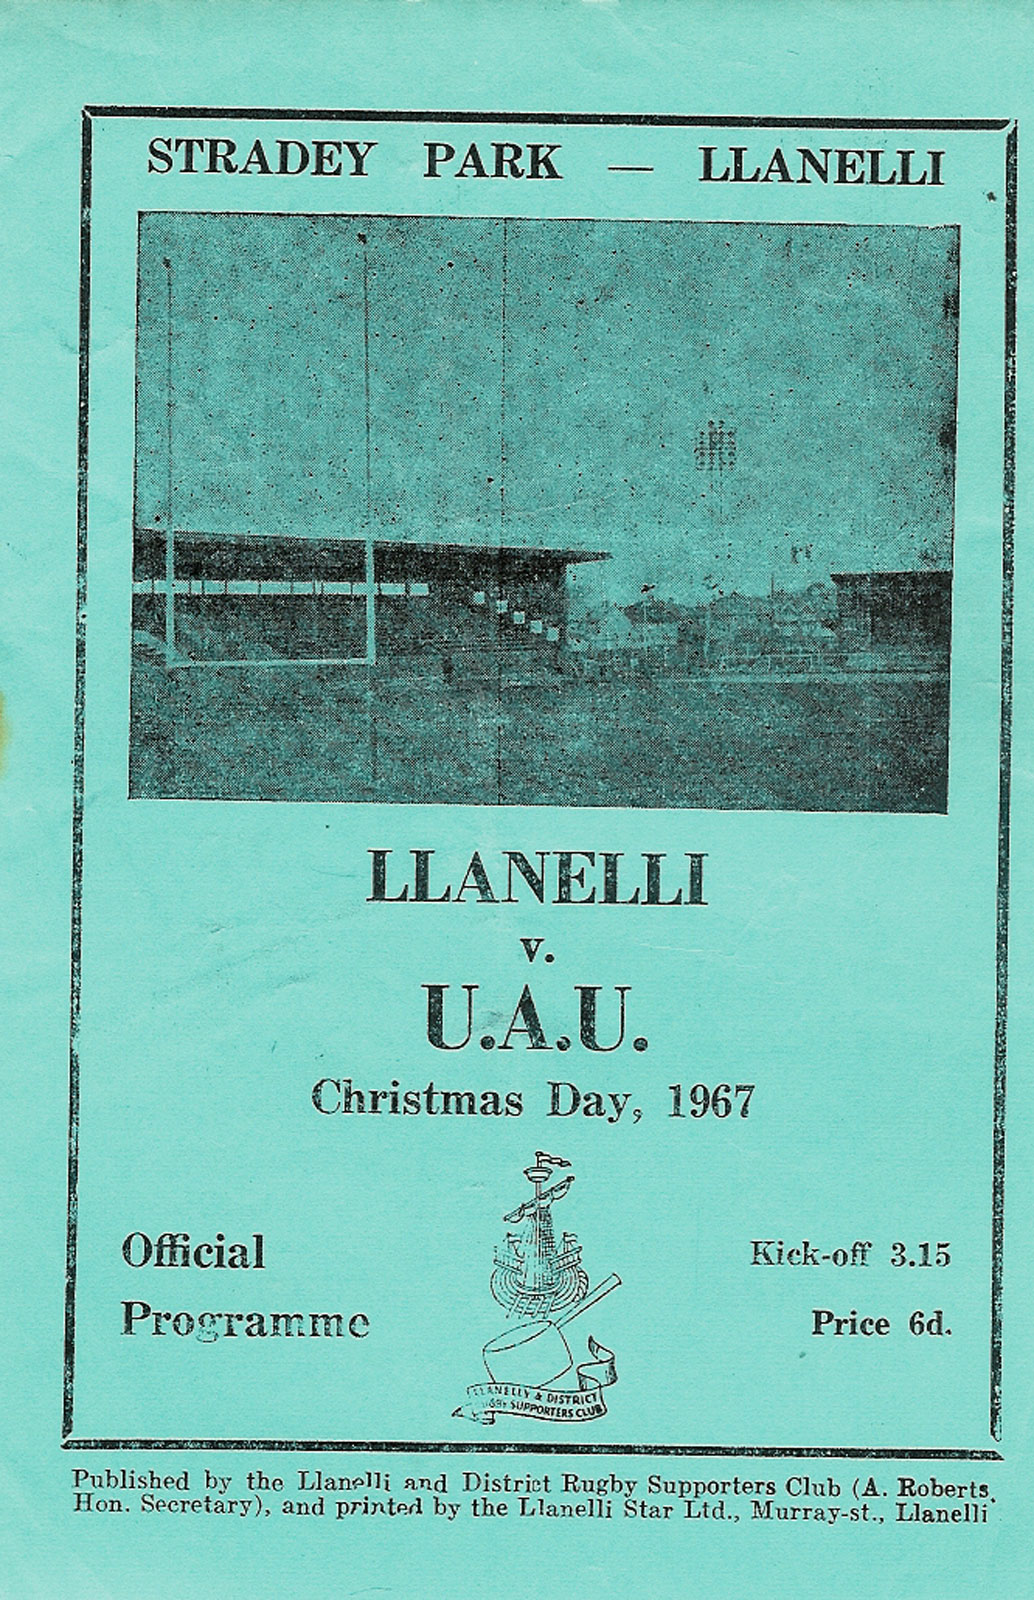 STRADEY PARK — LLANELLI
LLANELLI
v.
U.A.U.
Christmas Day, 1967
Official
Programme
Kick-off 3.15
Price 6d.
LLANELLY & DISTRICT
RUGBY SUPPORTERS CLUB
Published by the Llanelli and District Rugby Supporters Club (A. Roberts,
Hon. Secretary), and printed by the Llanelli Star Ltd., Murray-st., Llanelli